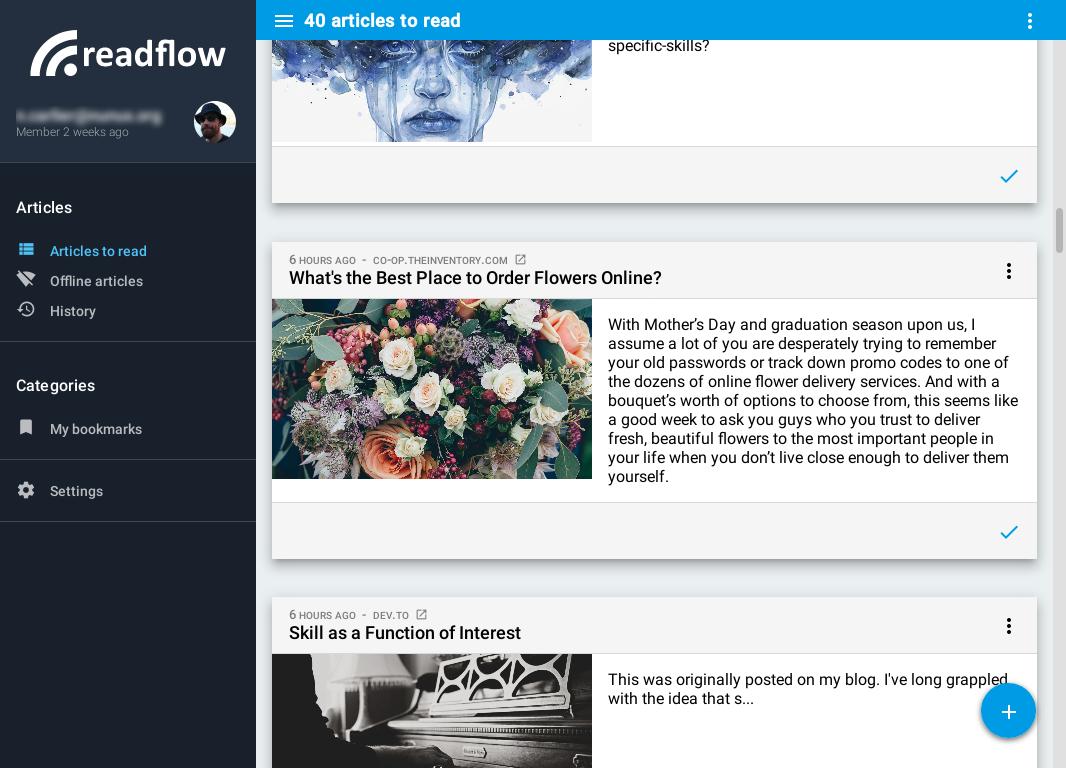 readflow
Member 2 weeks ago
Articles
Articles to read
Offline articles
History
Categories
My bookmarks
Settings
40 articles to read
specific-skills?
6 HOURS AGO - CO-OP.THEINVENTORY.COM
What's the Best Place to Order Flowers Online?
With Mother’s Day and graduation season upon us, I
assume a lot of you are desperately trying to remember
your old passwords or track down promo codes to one of
the dozens of online flower delivery services. And with a
bouquet’s worth of options to choose from, this seems like
a good week to ask you guys who you trust to deliver
fresh, beautiful flowers to the most important people in
your life when you don’t live close enough to deliver them
yourself.
6 HOURS AGO - DEV.TO
Skill as a Function of Interest
This was originally posted on my blog. I've long grappled
with the idea that s...